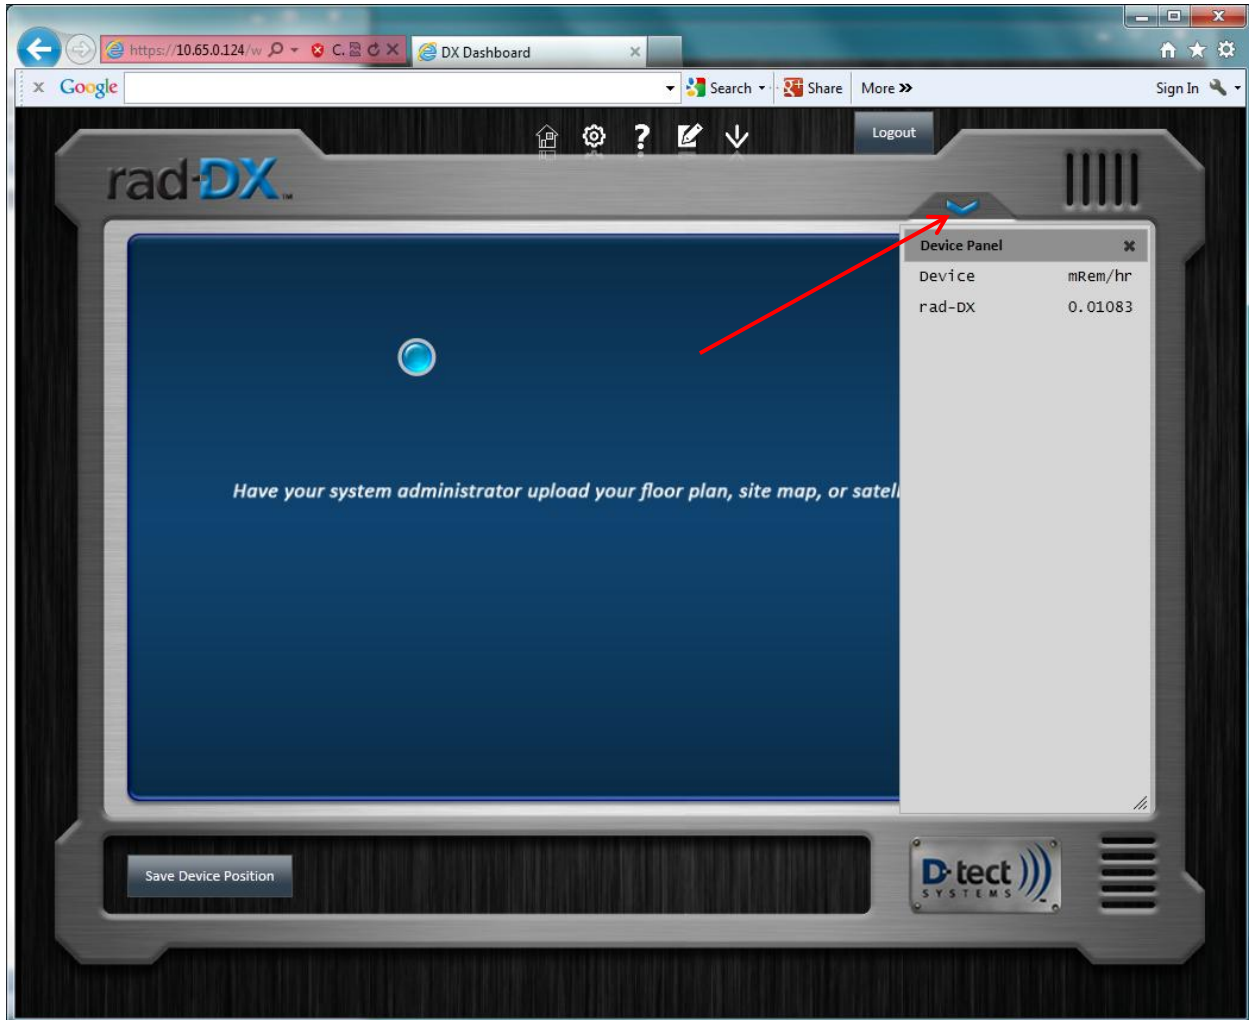 https://10.65.0.124/w
C.
DX Dashboard
Google
Search
Share
More »
Sign In
Logout
rad-DX™
Device Panel
Device mRem/hr
rad-DX 0.01083
Have your system administrator upload your floor plan, site map, or satell
Save Device Position
D-tect
SYSTEMS